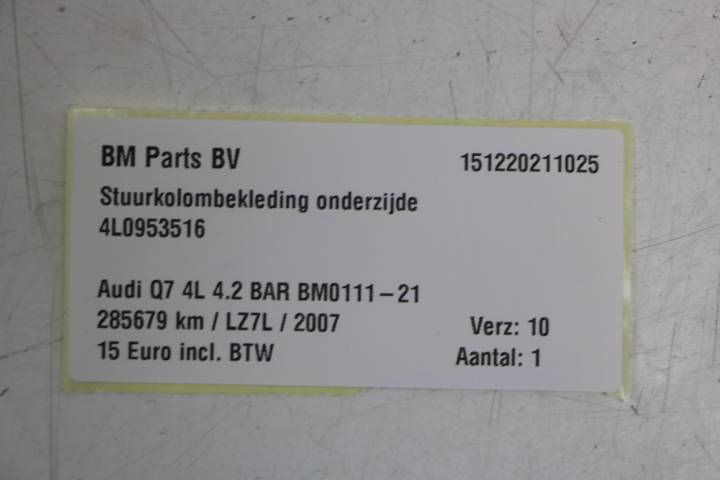 BM Parts BV 151220211025
Stuurkolombekleding onderzijde
4L0953516
Audi Q7 4L 4.2 BAR BM0111-21
285679 km / LZ7L / 2007 Verz: 10
15 Euro incl. BTW Aantal: 1